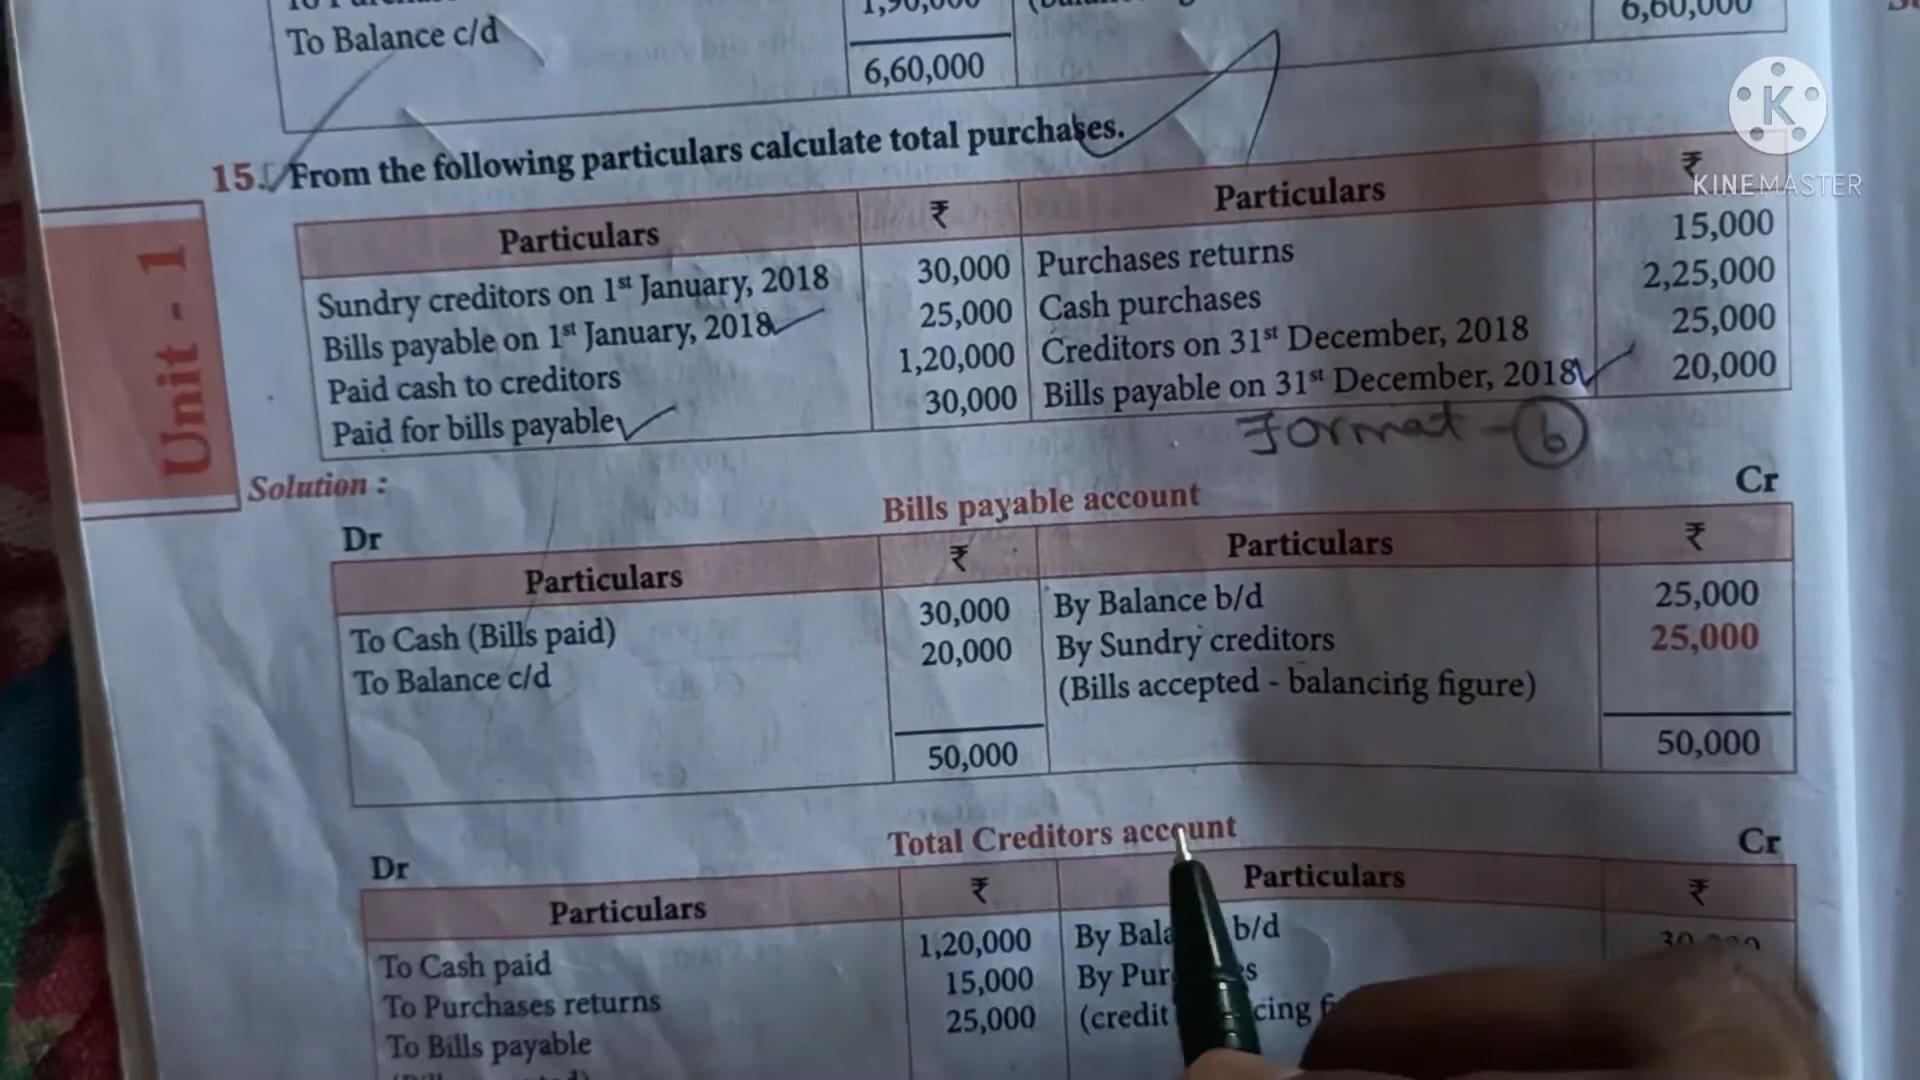 To Balance c/d
6,60,000
6,60,000
K
KINEMASTER
15. From the following particulars calculate total purchases.
Particulars ₹ Particulars ₹
Sundry creditors on 1st January, 2018 30,000 Purchases returns 15,000
Bills payable on 1st January, 2018 25,000 Cash purchases 2,25,000
Paid cash to creditors 1,20,000 Creditors on 31st December, 2018 25,000
Paid for bills payable 30,000 Bills payable on 31st December, 2018 20,000
Format - b
Unit - 1
Solution :
Bills payable account
Dr Cr
Particulars ₹ Particulars ₹
To Cash (Bills paid) 30,000 By Balance b/d 25,000
To Balance c/d 20,000 By Sundry creditors 25,000
(Bills accepted - balancing figure)
50,000 50,000
Total Creditors account
Dr Cr
Particulars ₹ Particulars ₹
To Cash paid 1,20,000 By b/d
To Purchases returns 15,000 By
To Bills payable 25,000 (credit